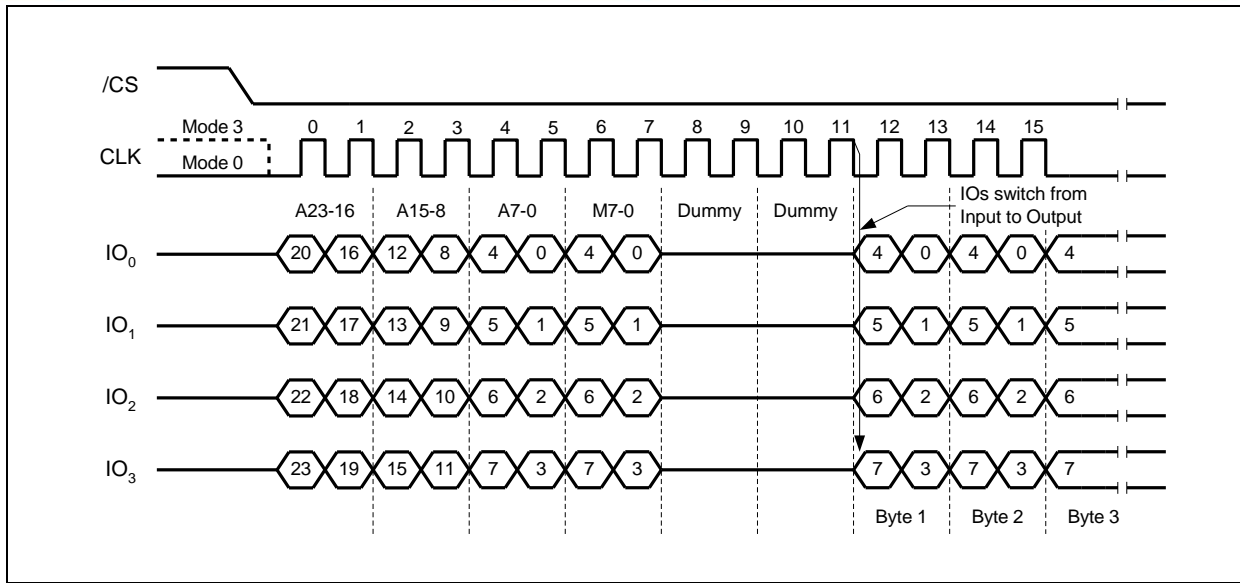 /CS
Mode 3 0 1 2 3 4 5 6 7 8 9 10 11 12 13 14 15
CLK
Mode 0
IOs switch from
Input to Output
A23-16 A15-8 A7-0 M7-0 Dummy Dummy
IO0 20 16 12 8 4 0 4 0 4 0 4 0 4
IO1 21 17 13 9 5 1 5 1 5 1 5 1 5
IO2 22 18 14 10 6 2 6 2 6 2 6 2 6
IO3 23 19 15 11 7 3 7 3 7 3 7 3 7
Byte 1 Byte 2 Byte 3